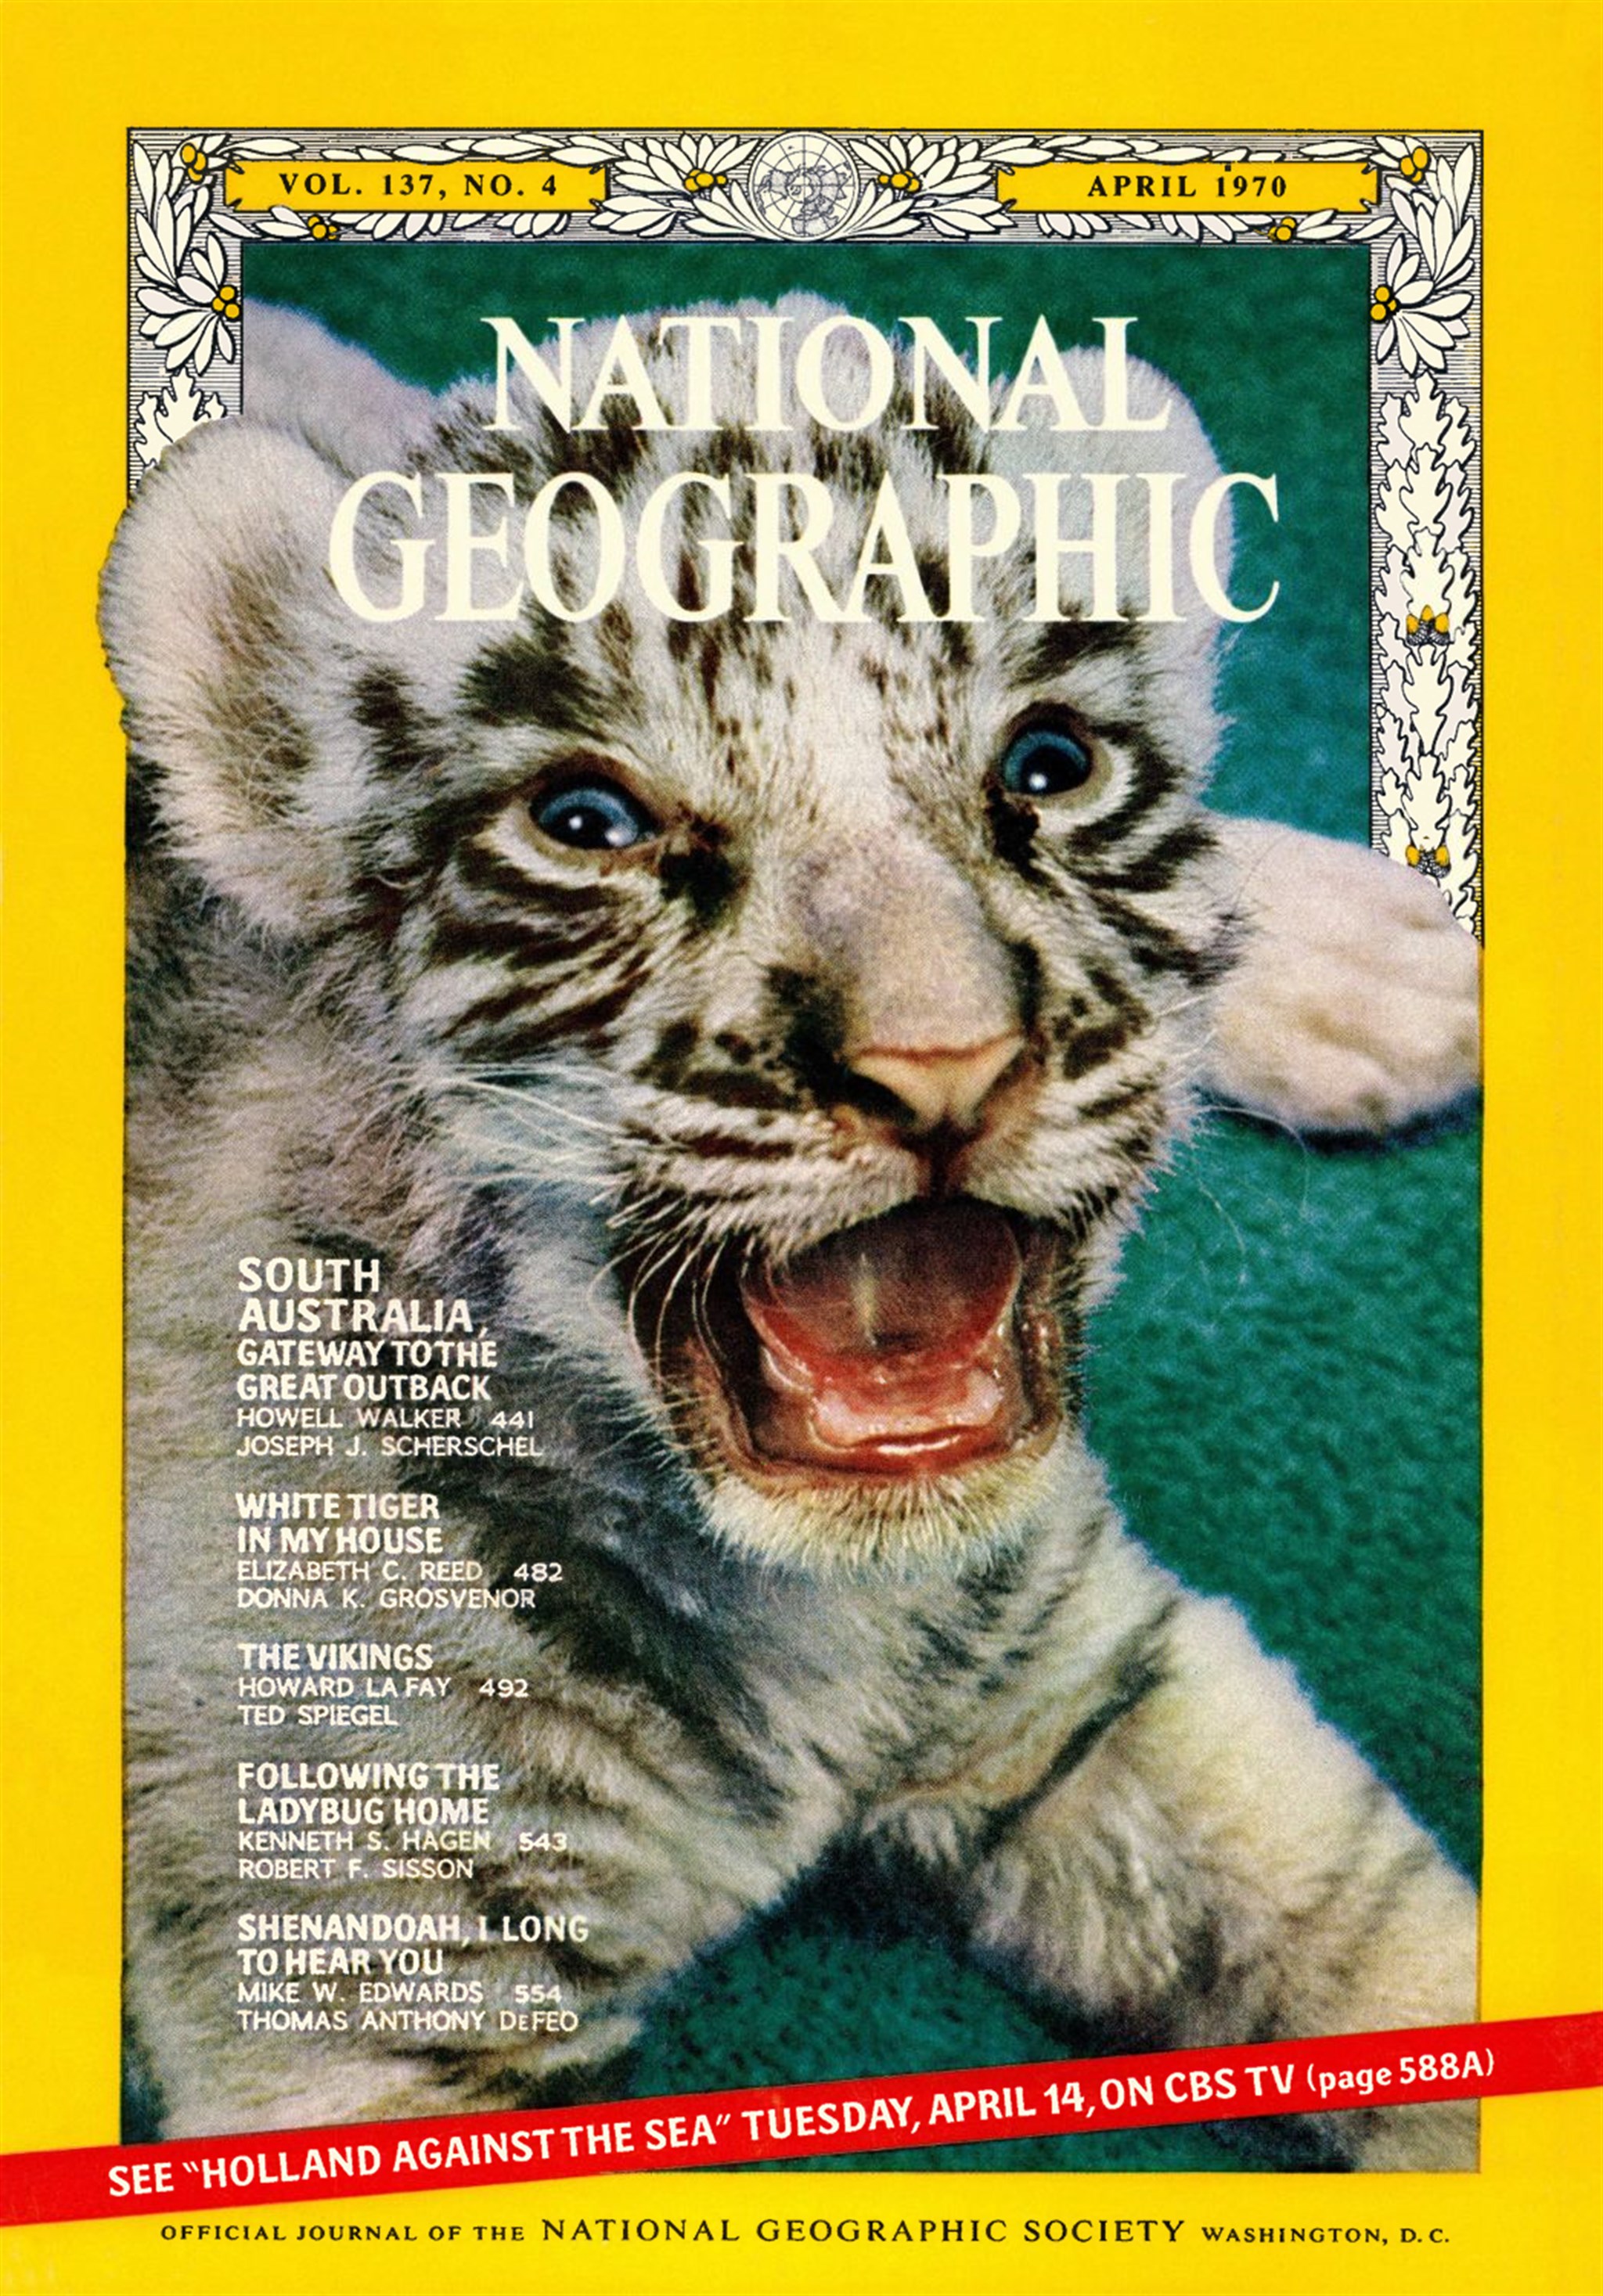 VOL. 137, NO. 4
APRIL 1970
NATIONAL
GEOGRAPHIC
SOUTH
AUSTRALIA,
GATEWAY TO THE
GREAT OUTBACK
HOWELL WALKER 441
JOSEPH J. SCHERSCHEL
WHITE TIGER
IN MY HOUSE
ELIZABETH C. REED 482
DONNA K. GROSVENOR
THE VIKINGS
HOWARD LA FAY 492
TED SPIEGEL
FOLLOWING THE
LADYBUG HOME
KENNETH S. HAGEN 543
ROBERT F. SISSON
SHENANDOAH, I LONG
TO HEAR YOU
MIKE W. EDWARDS 554
THOMAS ANTHONY DeFEO
SEE "HOLLAND AGAINST THE SEA" TUESDAY, APRIL 14, ON CBS TV (page 588A)
OFFICIAL JOURNAL OF THE NATIONAL GEOGRAPHIC SOCIETY WASHINGTON, D.C.